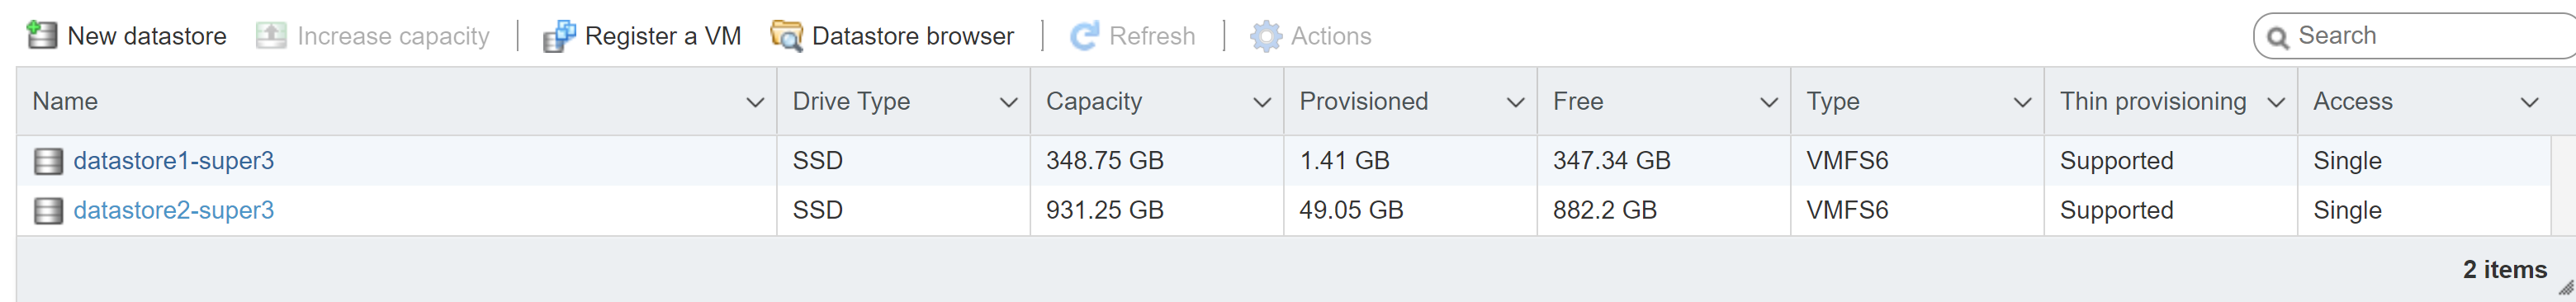 New datastore Increase capacity Register a VM Datastore browser Refresh Actions Search
Name Drive Type Capacity Provisioned Free Type Thin provisioning Access
datastore1-super3 SSD 348.75 GB 1.41 GB 347.34 GB VMFS6 Supported Single
datastore2-super3 SSD 931.25 GB 49.05 GB 882.2 GB VMFS6 Supported Single
2 items